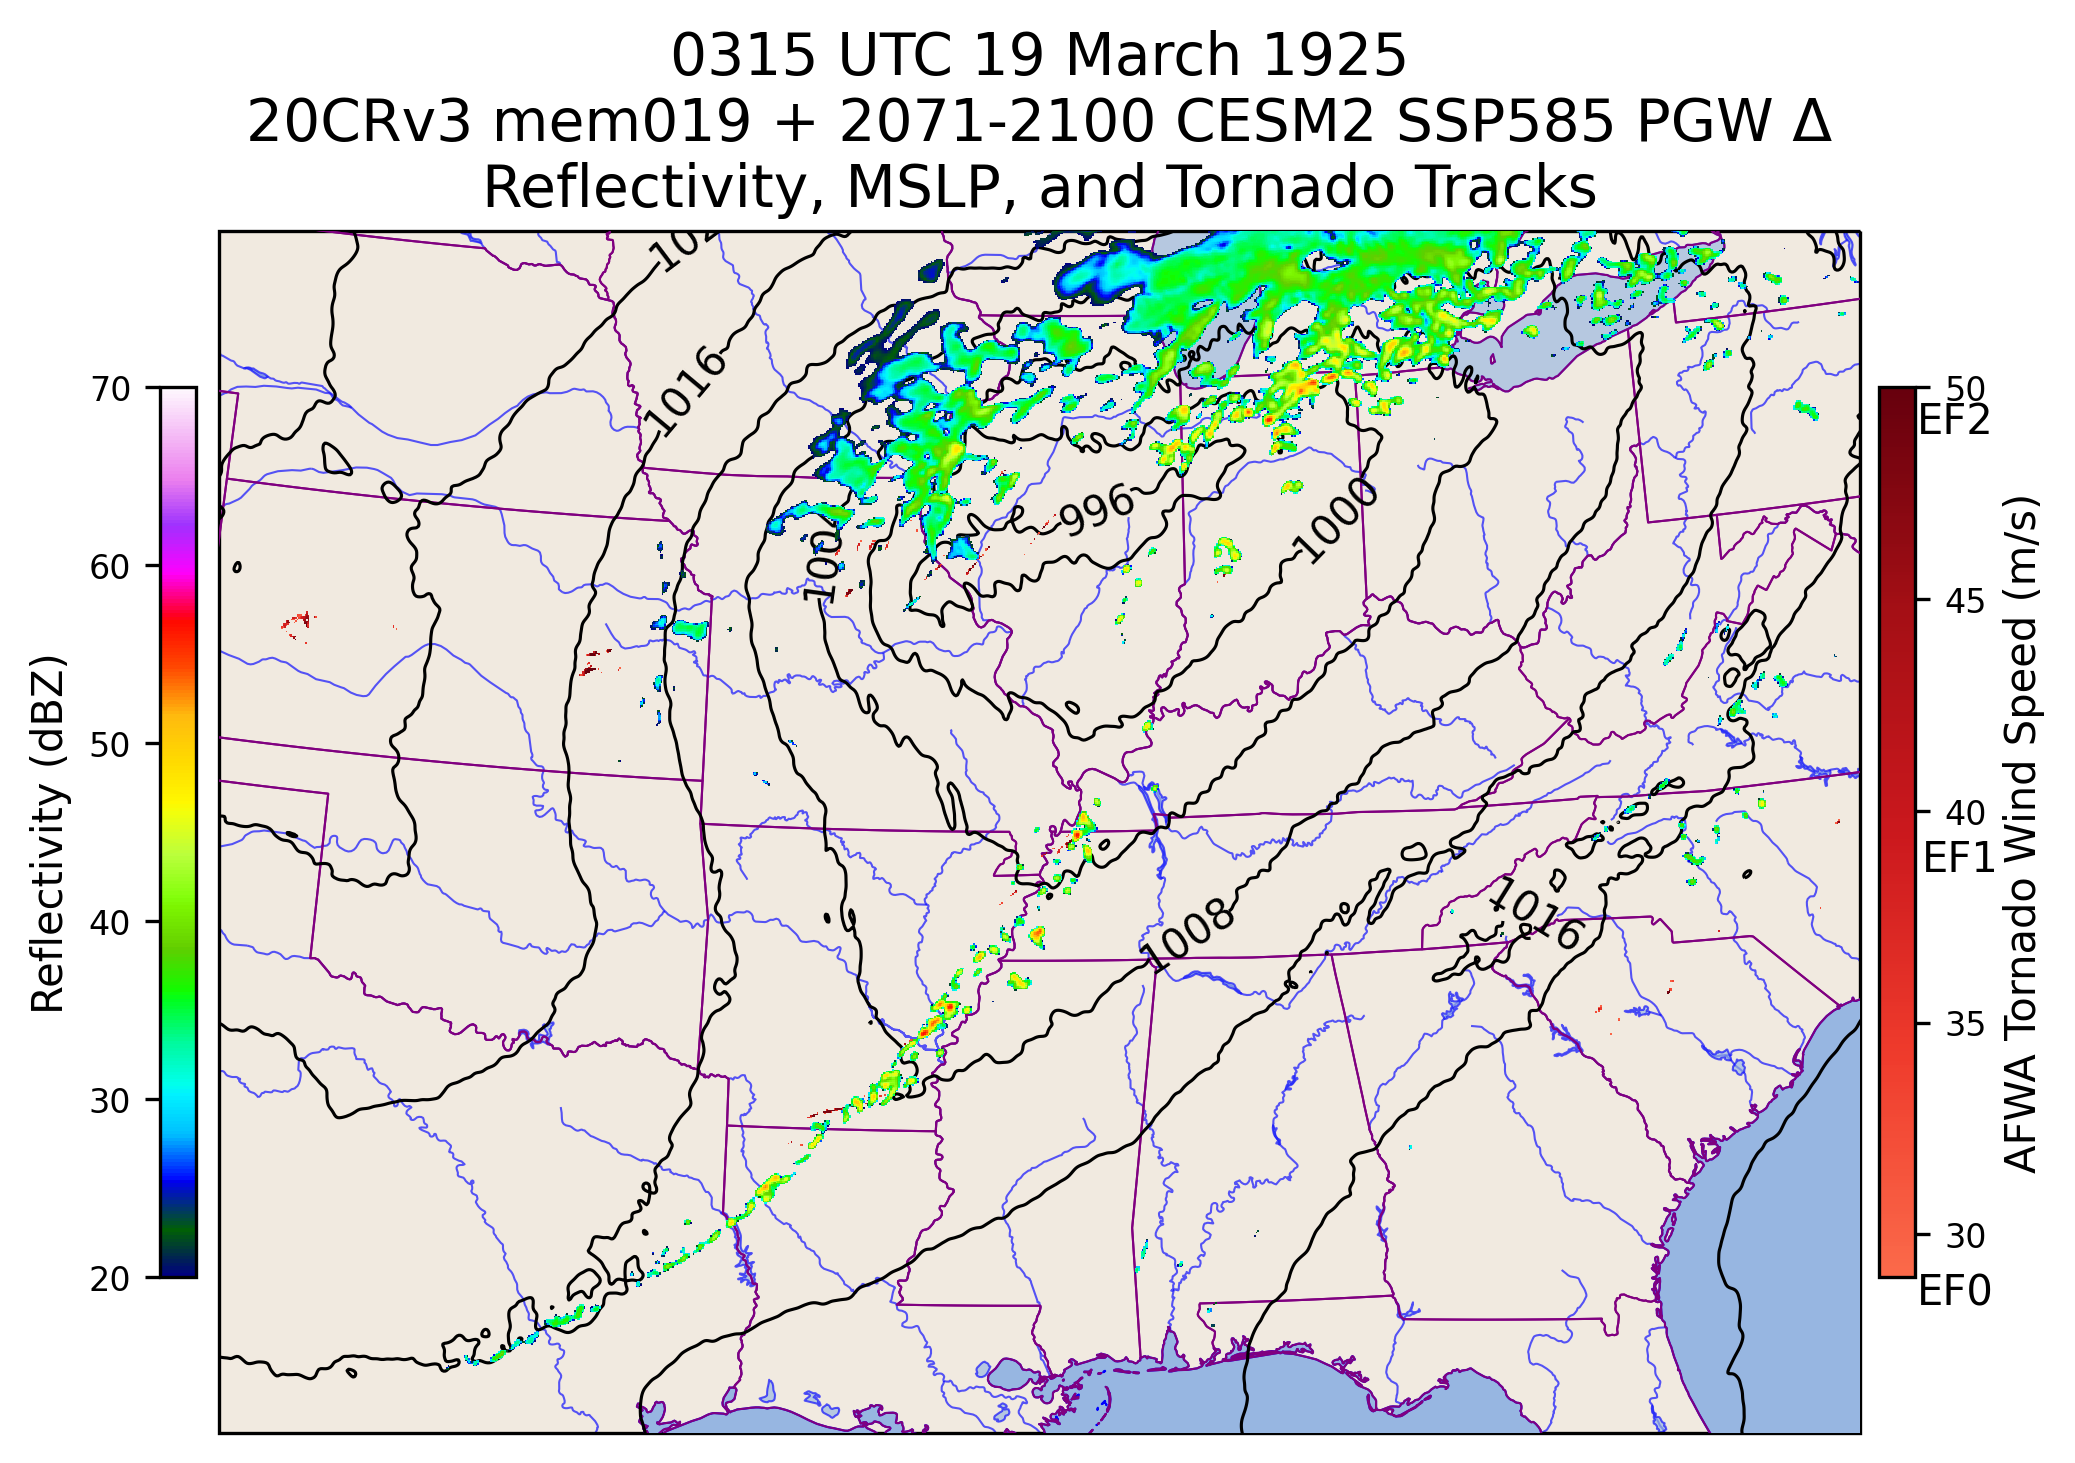 0315 UTC 19 March 1925
20CRv3 mem019 + 2071-2100 CESM2 SSP585 PGW Δ
Reflectivity, MSLP, and Tornado Tracks
70
60
50
40
30
20
Reflectivity (dBZ)
1016
996
1000
100
1008
1016
50
EF2
45
40
EF1
35
30
EF0
AFWA Tornado Wind Speed (m/s)